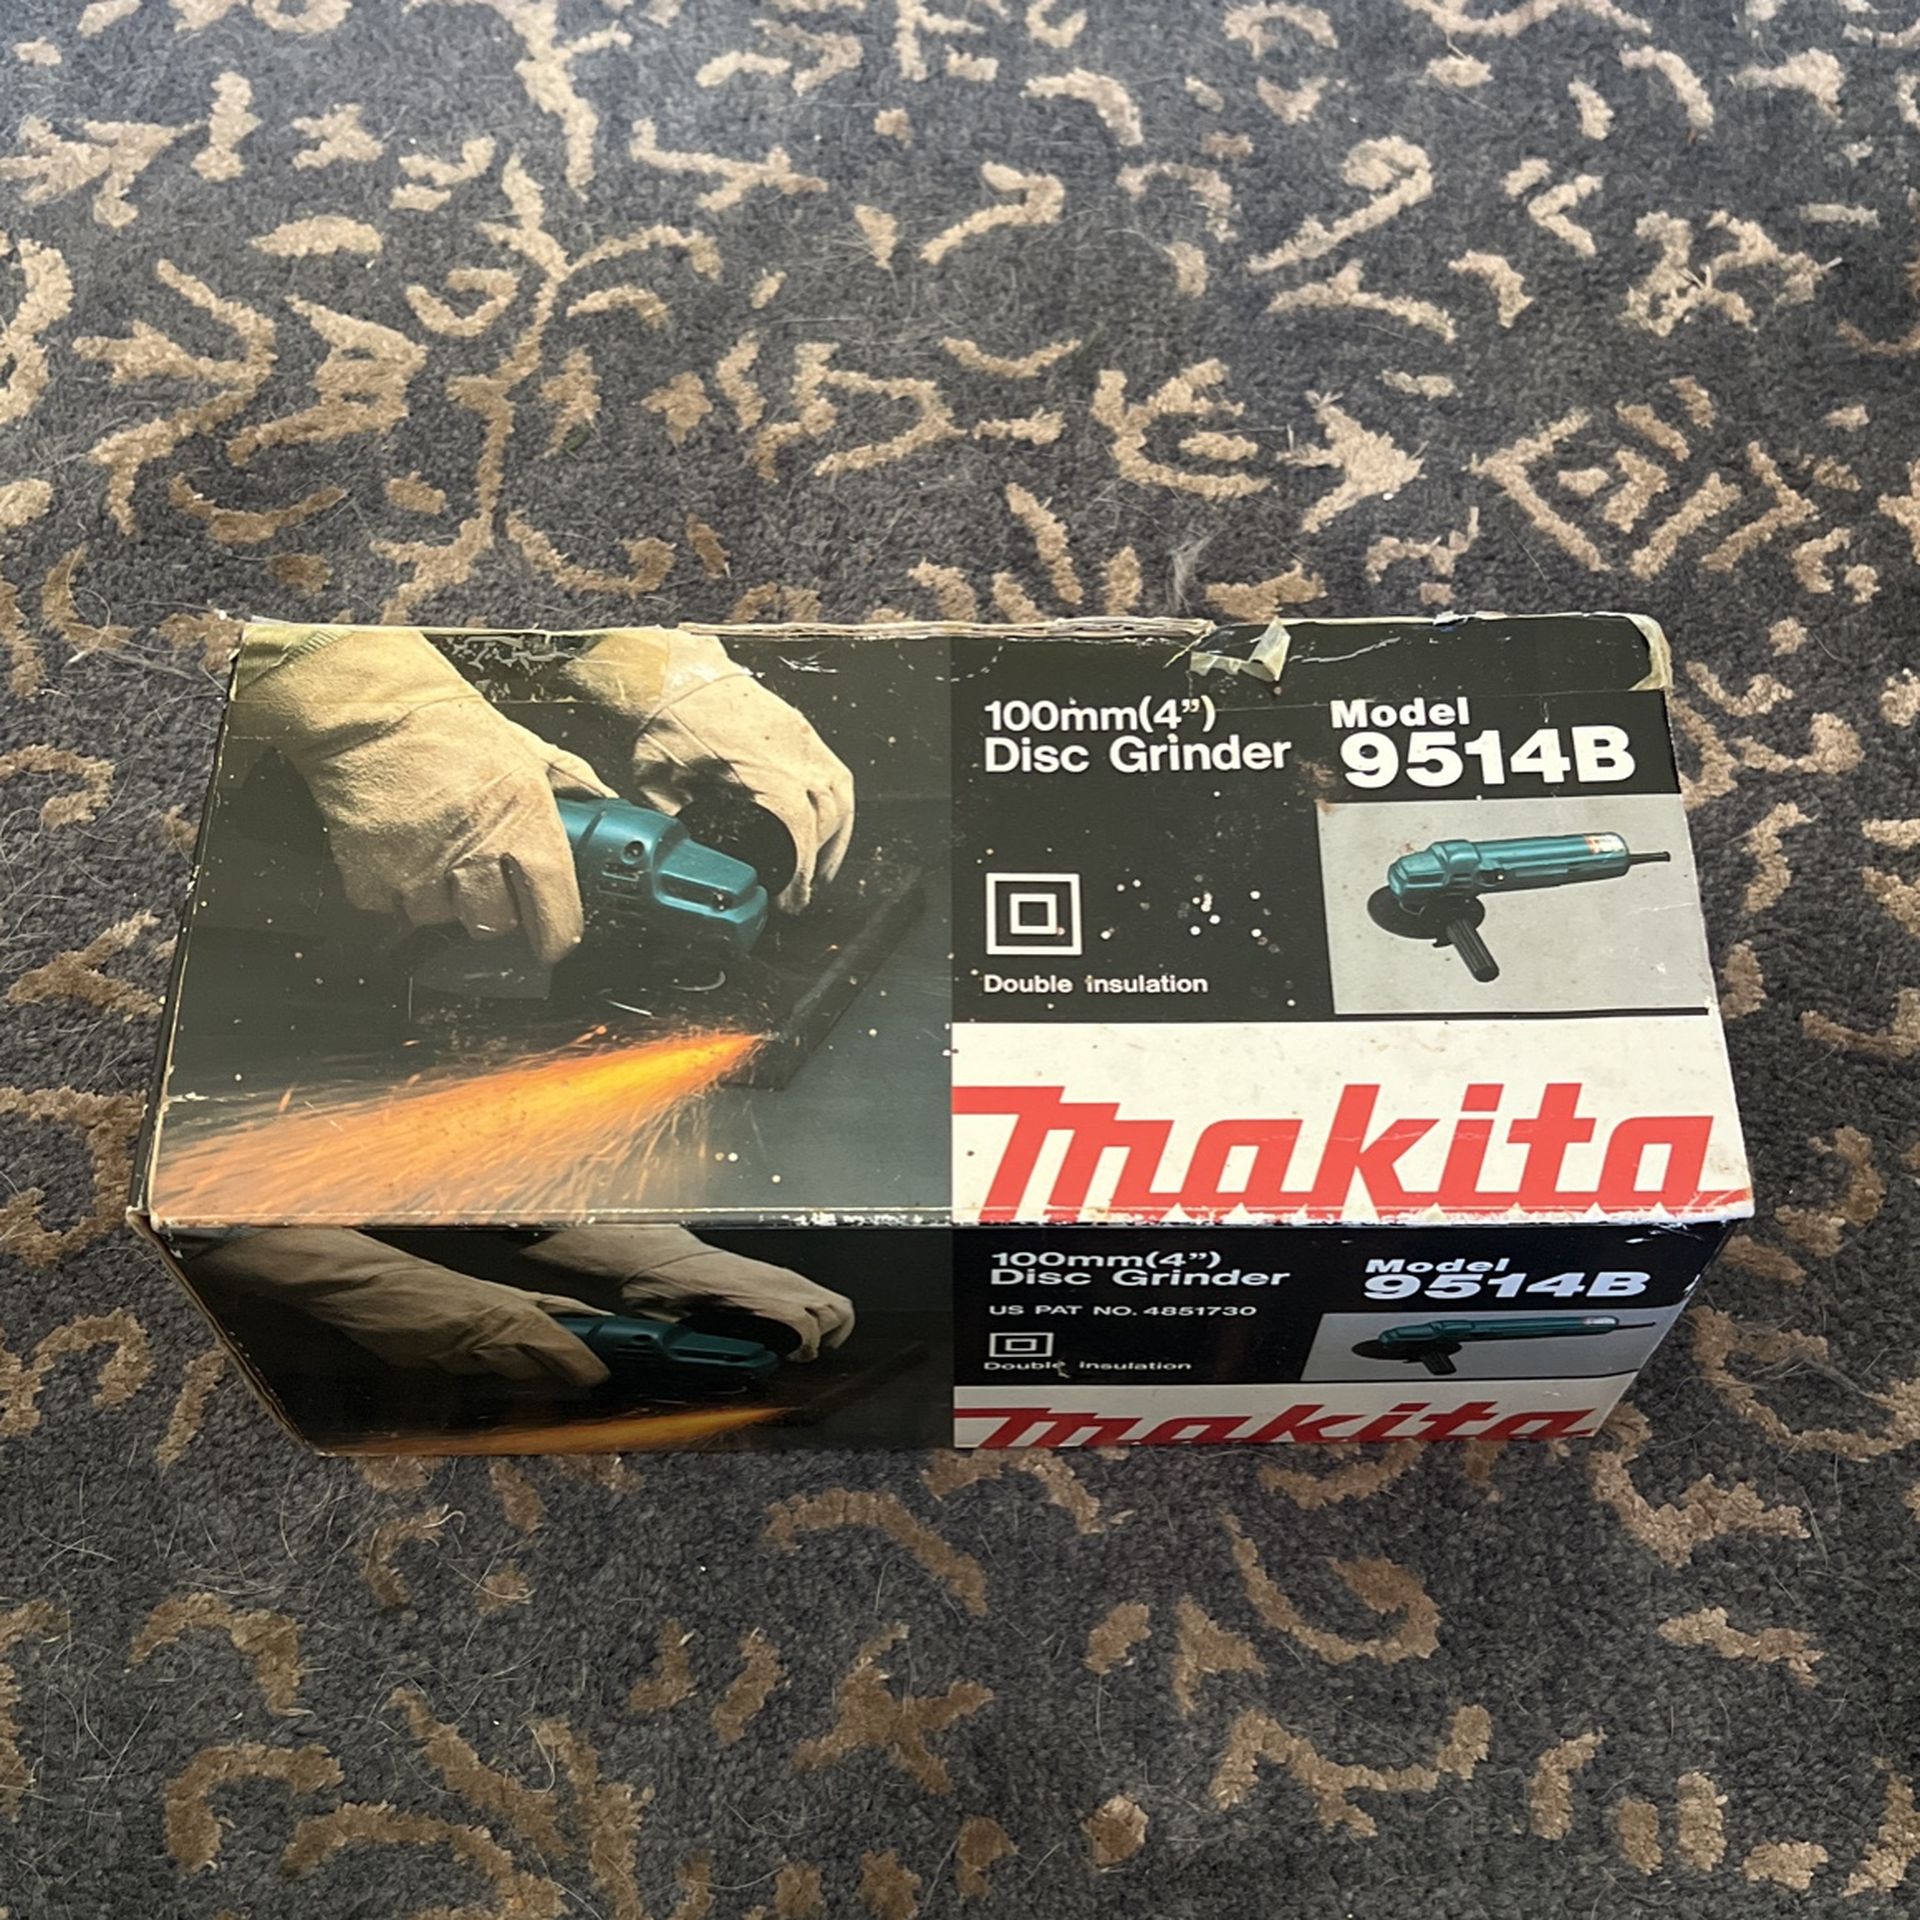 100mm(4”)
Disc Grinder
Model
9514B
Double insulation
makita
100mm(4”)
Disc Grinder
Model
9514B
US PAT NO. 4851730
Double insulation
makita